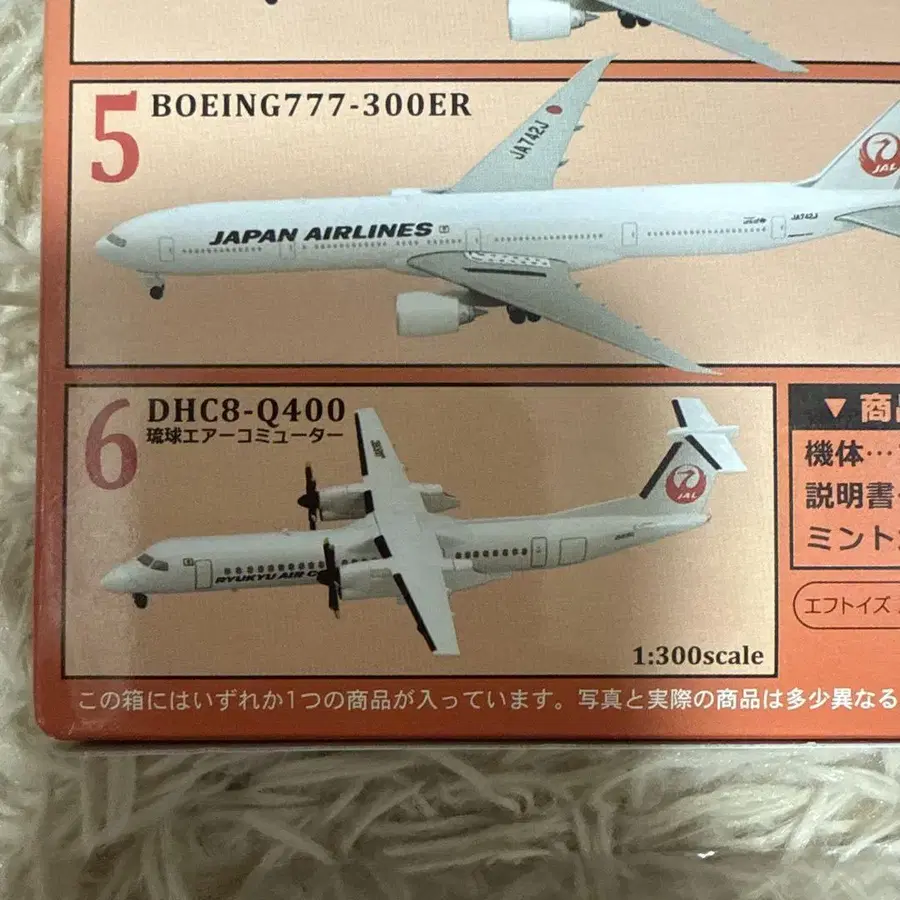 5 BOEING777-300ER
JA742J
JAL
JAPAN AIRLINES
JA742J
6 DHC8-Q400
琉球エアーコミューター
JAL
RYUKYU AIR C
1:300scale
▼ 商
機体…
説明書
ミント
エフトイズ
この箱にはいずれか1つの商品が入っています。写真と実際の商品は多少異なる